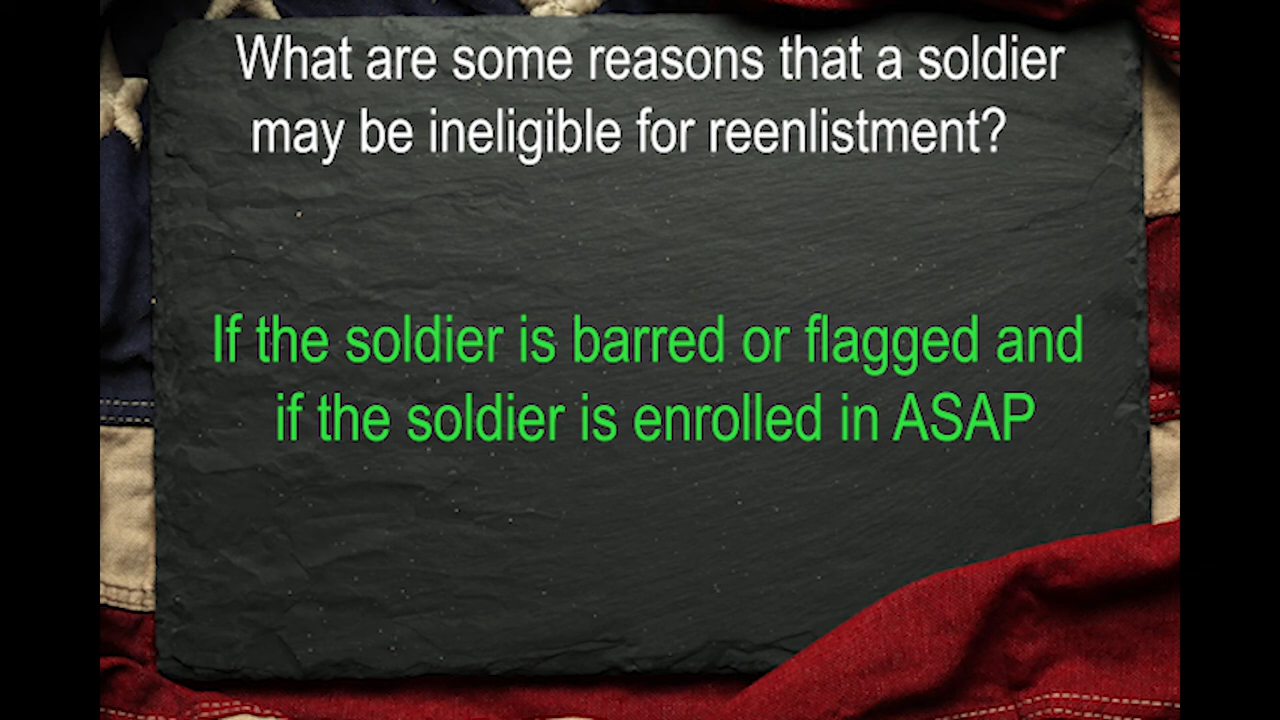 What are some reasons that a soldier
may be ineligible for reenlistment?
If the soldier is barred or flagged and
if the soldier is enrolled in ASAP